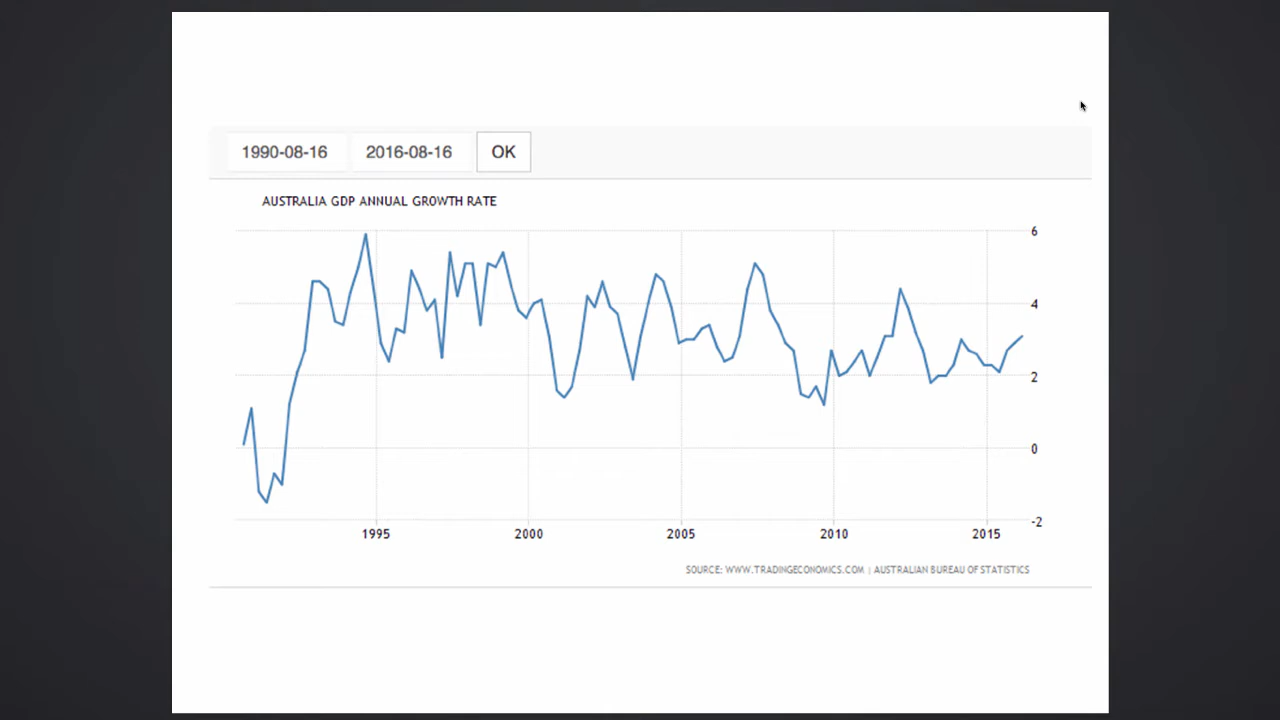 1990-08-16 2016-08-16 OK
AUSTRALIA GDP ANNUAL GROWTH RATE
6
4
2
0
-2
1995 2000 2005 2010 2015
SOURCE: WWW.TRADINGECONOMICS.COM | AUSTRALIAN BUREAU OF STATISTICS